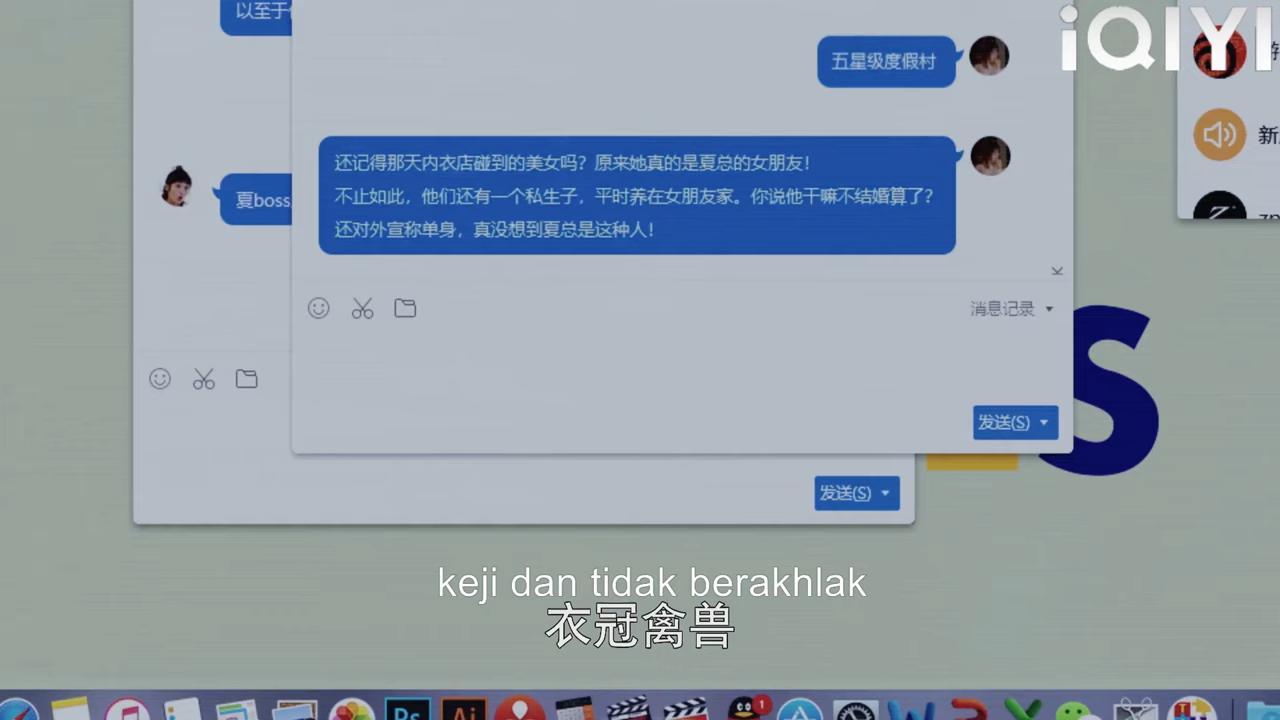 以至于
iQIYI
五星级度假村
还记得那天内衣店碰到的美女吗？原来她真的是夏总的女朋友！
不止如此，他们还有一个私生子，平时养在女朋友家。你说他干嘛不结婚算了？
还对外宣称单身，真没想到夏总是这种人！
新
夏boss
消息记录
发送(S)
S
发送(S)
keji dan tidak berakhlak
衣冠禽兽
Ps
Ai
1